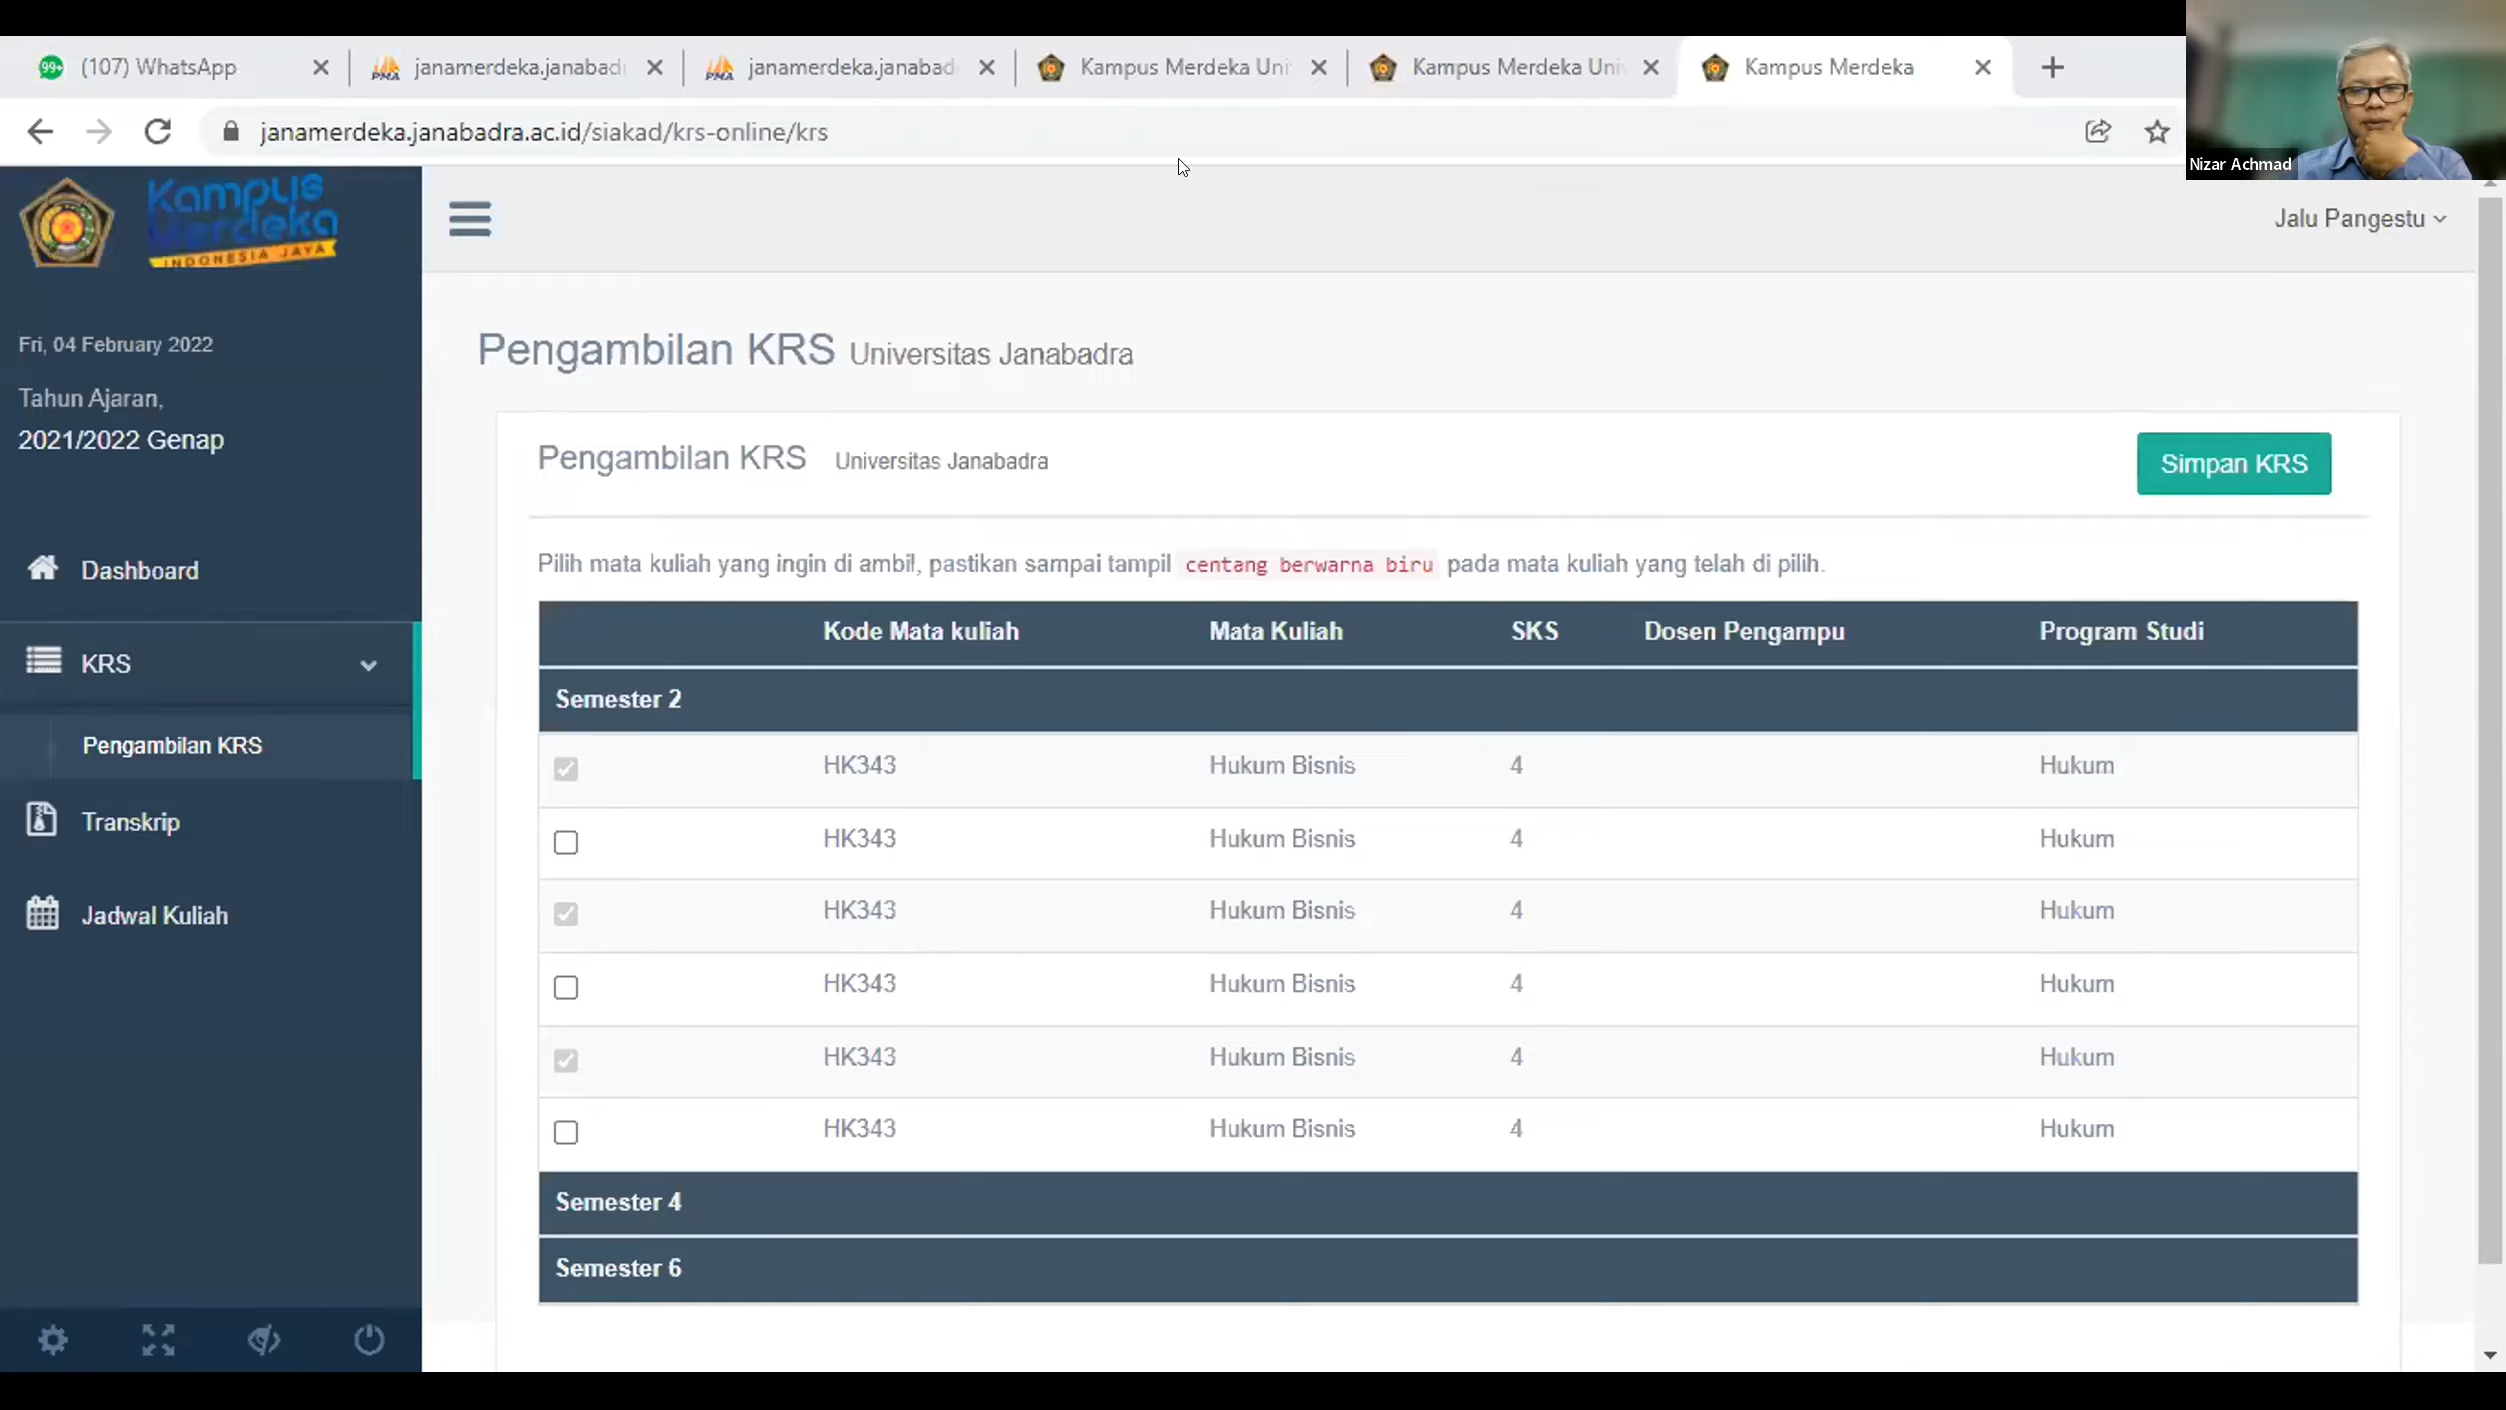 (107) WhatsApp
janamerdeka.janabad
janamerdeka.janabad
Kampus Merdeka Uni
Kampus Merdeka Uni
Kampus Merdeka
janamerdeka.janabadra.ac.id/siakad/krs-online/krs
Nizar Achmad
Kampus
Merdeka
INDONESIA JAYA
Jalu Pangestu
Fri, 04 February 2022
Tahun Ajaran,
2021/2022 Genap
Dashboard
KRS
Pengambilan KRS
Transkrip
Jadwal Kuliah
Pengambilan KRS Universitas Janabadra
Pengambilan KRS Universitas Janabadra
Simpan KRS
Pilih mata kuliah yang ingin di ambil, pastikan sampai tampil centang berwarna biru pada mata kuliah yang telah di pilih.
Kode Mata kuliah Mata Kuliah SKS Dosen Pengampu Program Studi
Semester 2
HK343 Hukum Bisnis 4 Hukum
HK343 Hukum Bisnis 4 Hukum
HK343 Hukum Bisnis 4 Hukum
HK343 Hukum Bisnis 4 Hukum
HK343 Hukum Bisnis 4 Hukum
HK343 Hukum Bisnis 4 Hukum
Semester 4
Semester 6